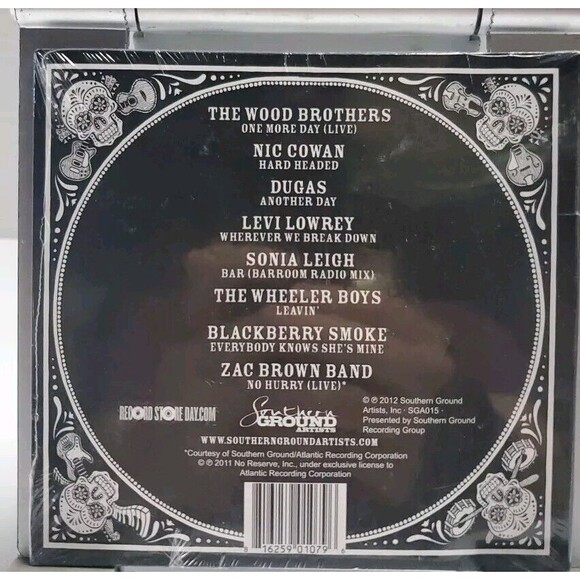 THE WOOD BROTHERS
ONE MORE DAY (LIVE)
NIC COWAN
HARD HEADED
DUGAS
ANOTHER DAY
LEVI LOWREY
WHEREVER WE BREAK DOWN
SONIA LEIGH
BAR (BARROOM RADIO MIX)
THE WHEELER BOYS
LEAVIN'
BLACKBERRY SMOKE
EVERYBODY KNOWS SHE'S MINE
ZAC BROWN BAND
NO HURRY (LIVE)*
RECORD STORE DAY.COM
Southern
GROUND
ARTISTS
© ℗ 2012 Southern Ground
Artists, Inc · SGA015 ·
Presented by Southern Ground
Recording Group
WWW.SOUTHERNGROUNDARTISTS.COM
*Courtesy of Southern Ground/Atlantic Recording Corporation
© ℗ 2011 No Reserve, Inc., under exclusive license to
Atlantic Recording Corporation
8 16259 01079 6